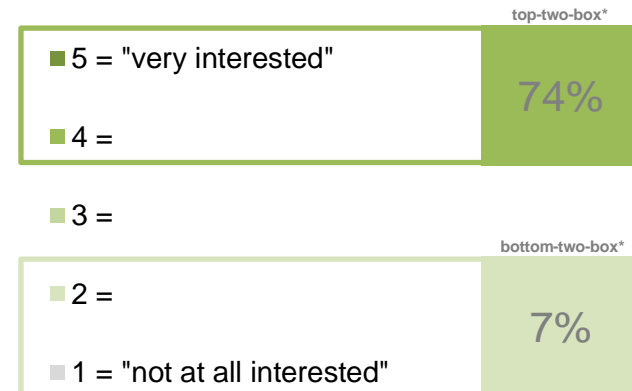 top-two-box*
5 = "very interested"
74%
4 =
3 =
bottom-two-box*
2 =
7%
1 = "not at all interested"